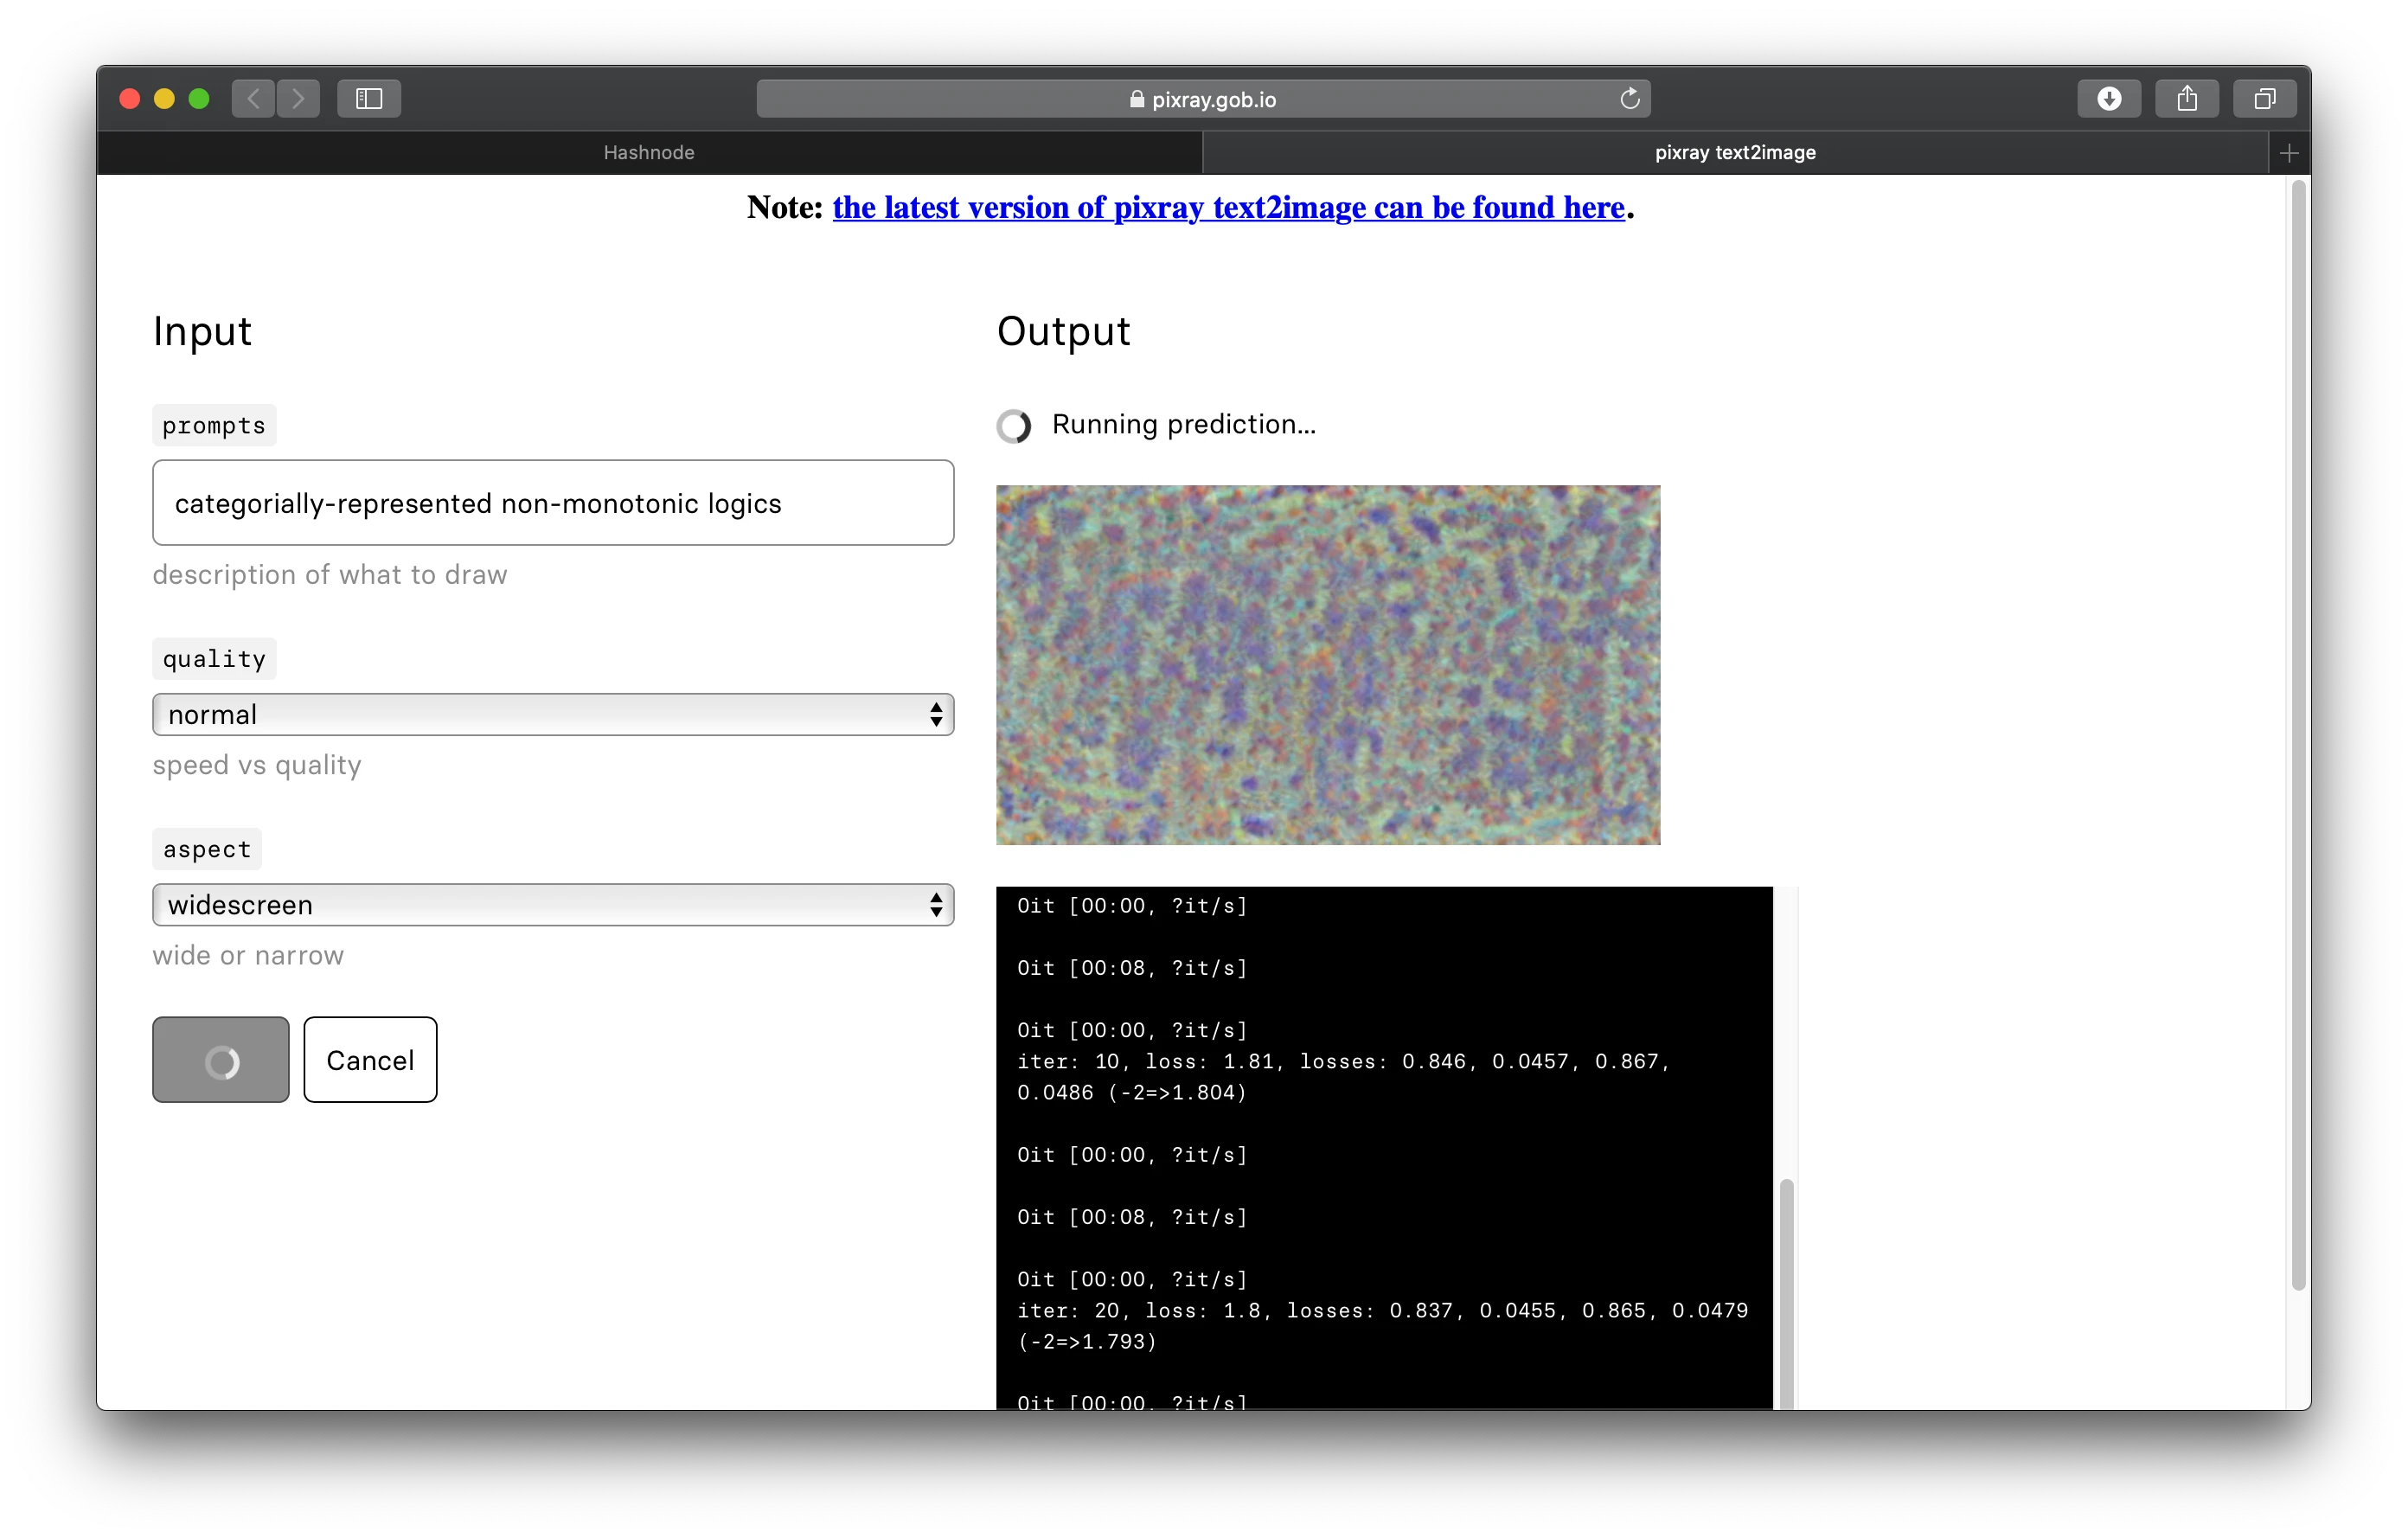 pixray.gob.io
Hashnode
pixray text2image
Note: the latest version of pixray text2image can be found here.
Input
prompts
categorially-represented non-monotonic logics
description of what to draw
quality
normal
speed vs quality
aspect
widescreen
wide or narrow
Cancel
Output
Running prediction...
0it [00:00, ?it/s]
0it [00:08, ?it/s]
0it [00:00, ?it/s]
iter: 10, loss: 1.81, losses: 0.846, 0.0457, 0.867,
0.0486 (-2=>1.804)
0it [00:00, ?it/s]
0it [00:08, ?it/s]
0it [00:00, ?it/s]
iter: 20, loss: 1.8, losses: 0.837, 0.0455, 0.865, 0.0479
(-2=>1.793)
0it [00:00, ?it/s]